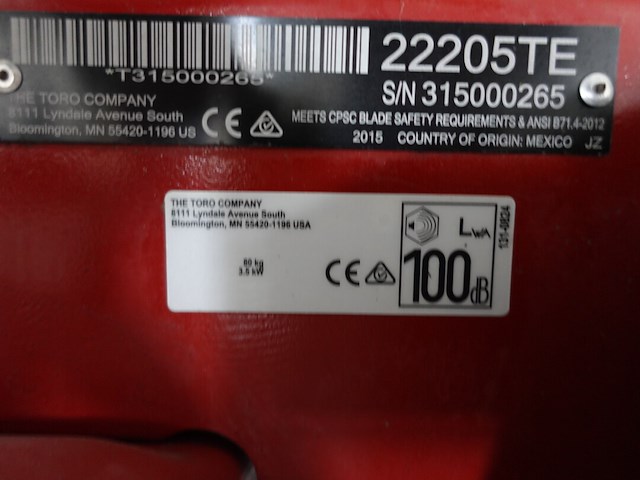 22205TE
*T315000265*
S/N 315000265
THE TORO COMPANY
8111 Lyndale Avenue South
Bloomington, MN 55420-1196 US
CE
MEETS CPSC BLADE SAFETY REQUIREMENTS & ANSI B71.4-2012
2015 COUNTRY OF ORIGIN: MEXICO JZ
THE TORO COMPANY
8111 Lyndale Avenue South
Bloomington, MN 55420-1196 USA
80 kg
3.5 kW
CE
LWA
100dB
131-0824